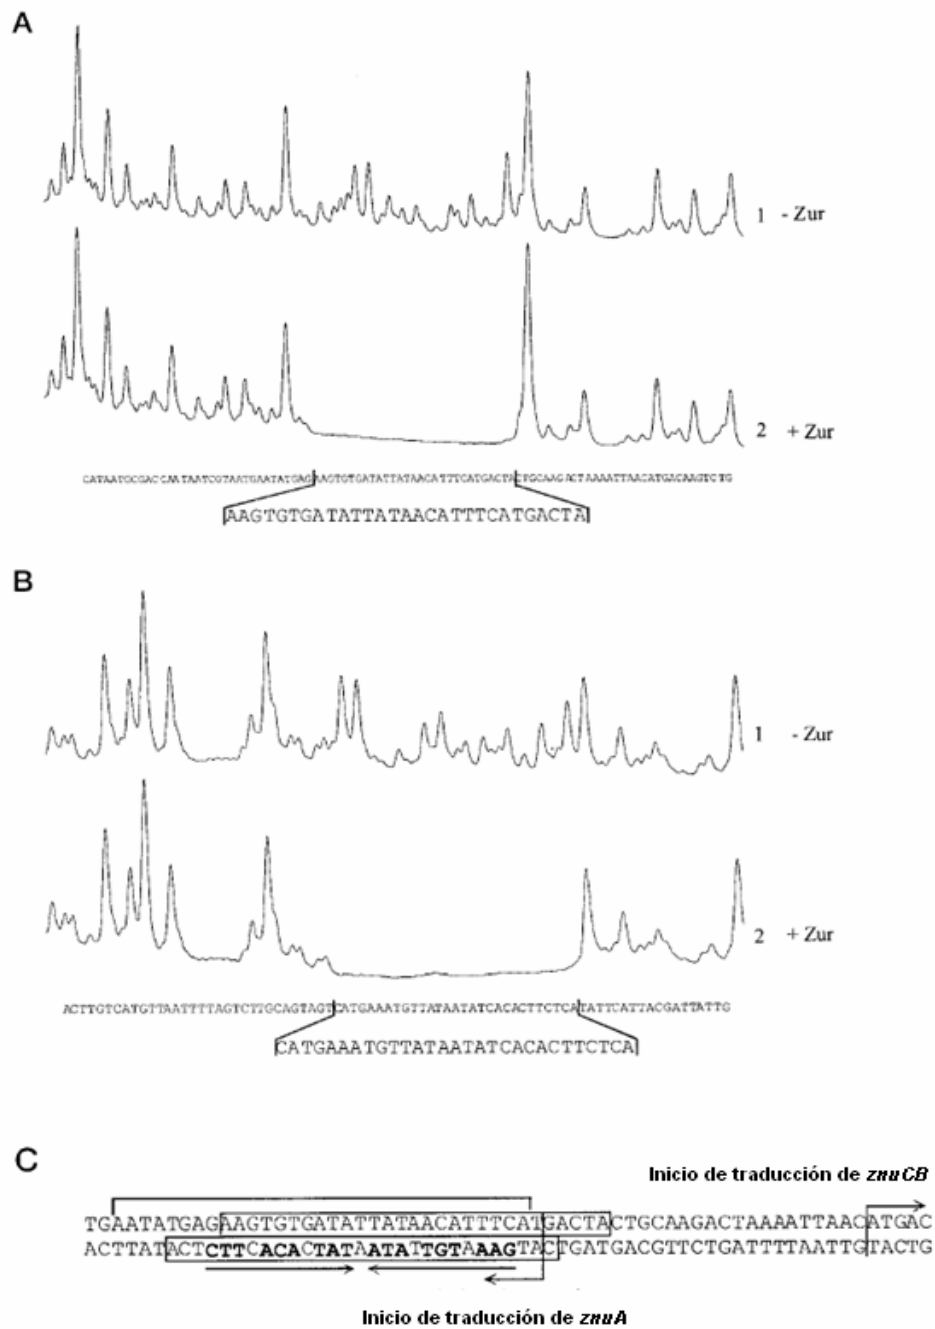 A
1 - Zur
2 + Zur
CATAATGCGACCAATAATCGTAATGAATATGAGAAGTGTGATATTATAACATTTCATGACTACTGCAAGACTAAAATTAACATGACAAGTCTG
AAGTGTGATATTATAACATTTCATGACTA
B
1 - Zur
2 + Zur
ACTTGTCATGTTAATTTTAGTCTTGCAGTAGTCATGAAATGTTATAATATCACACTTCTCATATTCATTACGATTATTG
CATGAAATGTTATAATATCACACTTCTCA
C
Inicio de traducción de znuCB
TGAATATGAGAAGTGTGATATTATAACATTTCATGACTACTGCAAGACTAAAATTAACATGAC
ACTTATACTCTTCACACTATAATATTGTAAAGTACTGATGACGTTCTGATTTTAATTGTACTG
Inicio de traducción de znuA